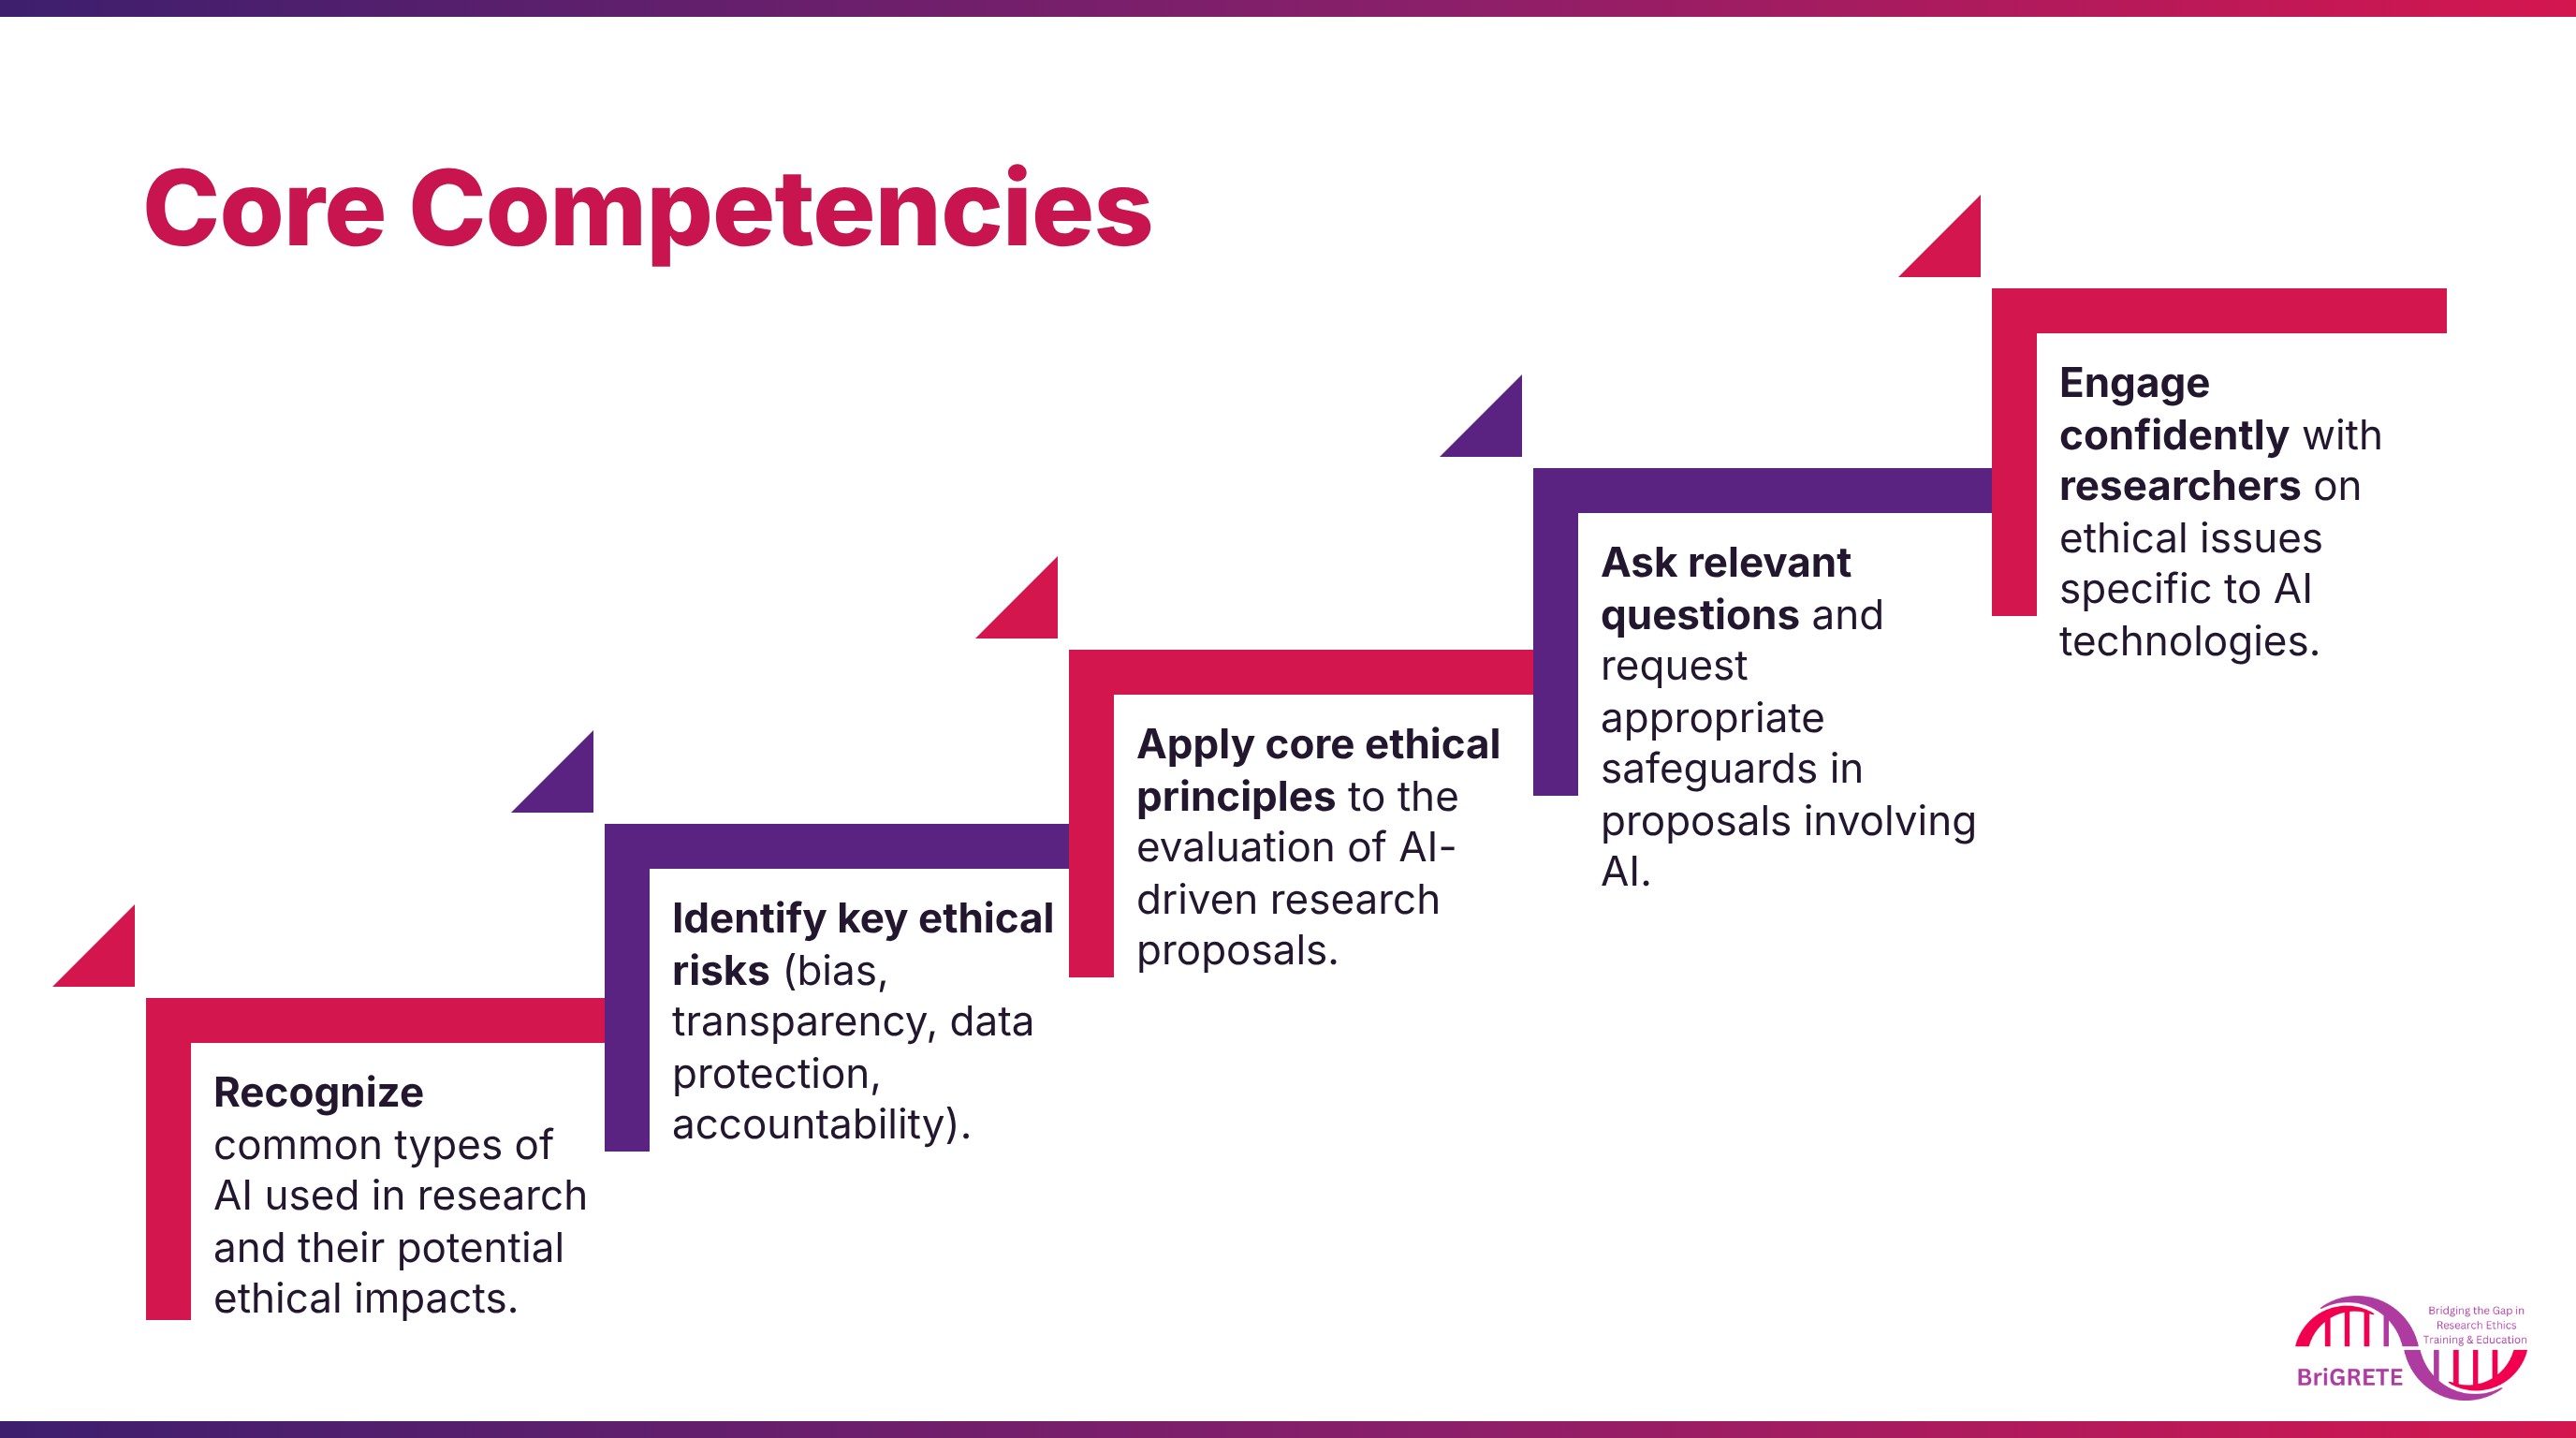 Core Competencies
Recognize
common types of
AI used in research
and their potential
ethical impacts.
Identify key ethical
risks (bias,
transparency, data
protection,
accountability).
Apply core ethical
principles to the
evaluation of AI-
driven research
proposals.
Ask relevant
questions and
request
appropriate
safeguards in
proposals involving
AI.
Engage
confidently with
researchers on
ethical issues
specific to AI
technologies.
Bridging the Gap in
Research Ethics
Training & Education
BriGRETE